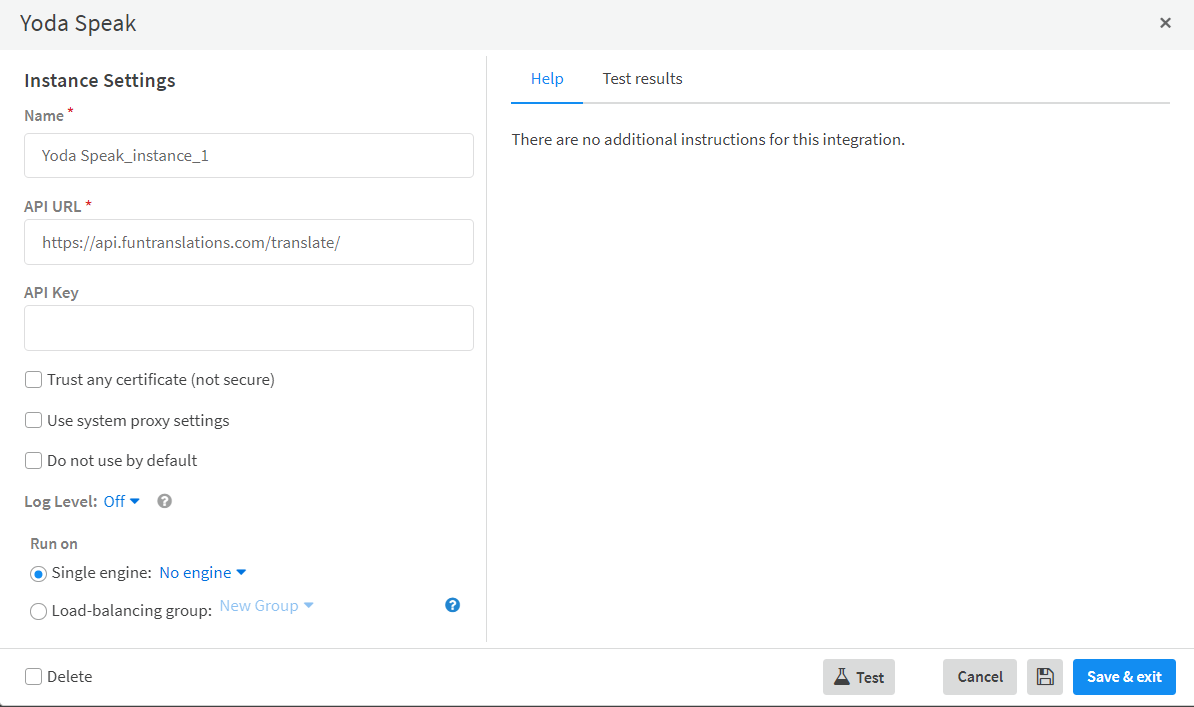 Yoda Speak
Instance Settings
Name *
Yoda Speak_instance_1
API URL *
https://api.funtranslations.com/translate/
API Key
Trust any certificate (not secure)
Use system proxy settings
Do not use by default
Log Level: Off
Run on
Single engine: No engine
Load-balancing group: New Group
Help Test results
There are no additional instructions for this integration.
Delete
Test Cancel Save & exit